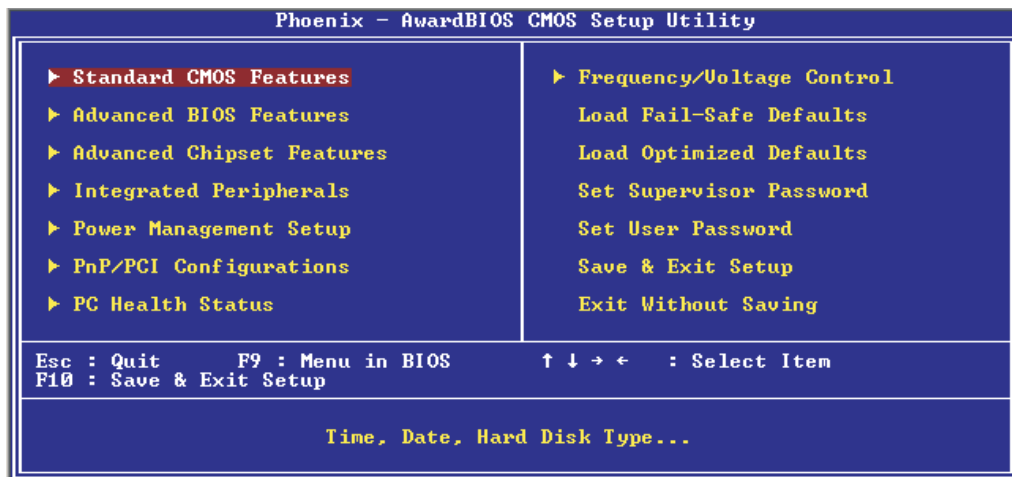 Phoenix - AwardBIOS CMOS Setup Utility
▶ Standard CMOS Features
▶ Advanced BIOS Features
▶ Advanced Chipset Features
▶ Integrated Peripherals
▶ Power Management Setup
▶ PnP/PCI Configurations
▶ PC Health Status
▶ Frequency/Voltage Control
Load Fail-Safe Defaults
Load Optimized Defaults
Set Supervisor Password
Set User Password
Save & Exit Setup
Exit Without Saving
Esc : Quit F9 : Menu in BIOS ↑ ↓ → ← : Select Item
F10 : Save & Exit Setup
Time, Date, Hard Disk Type...